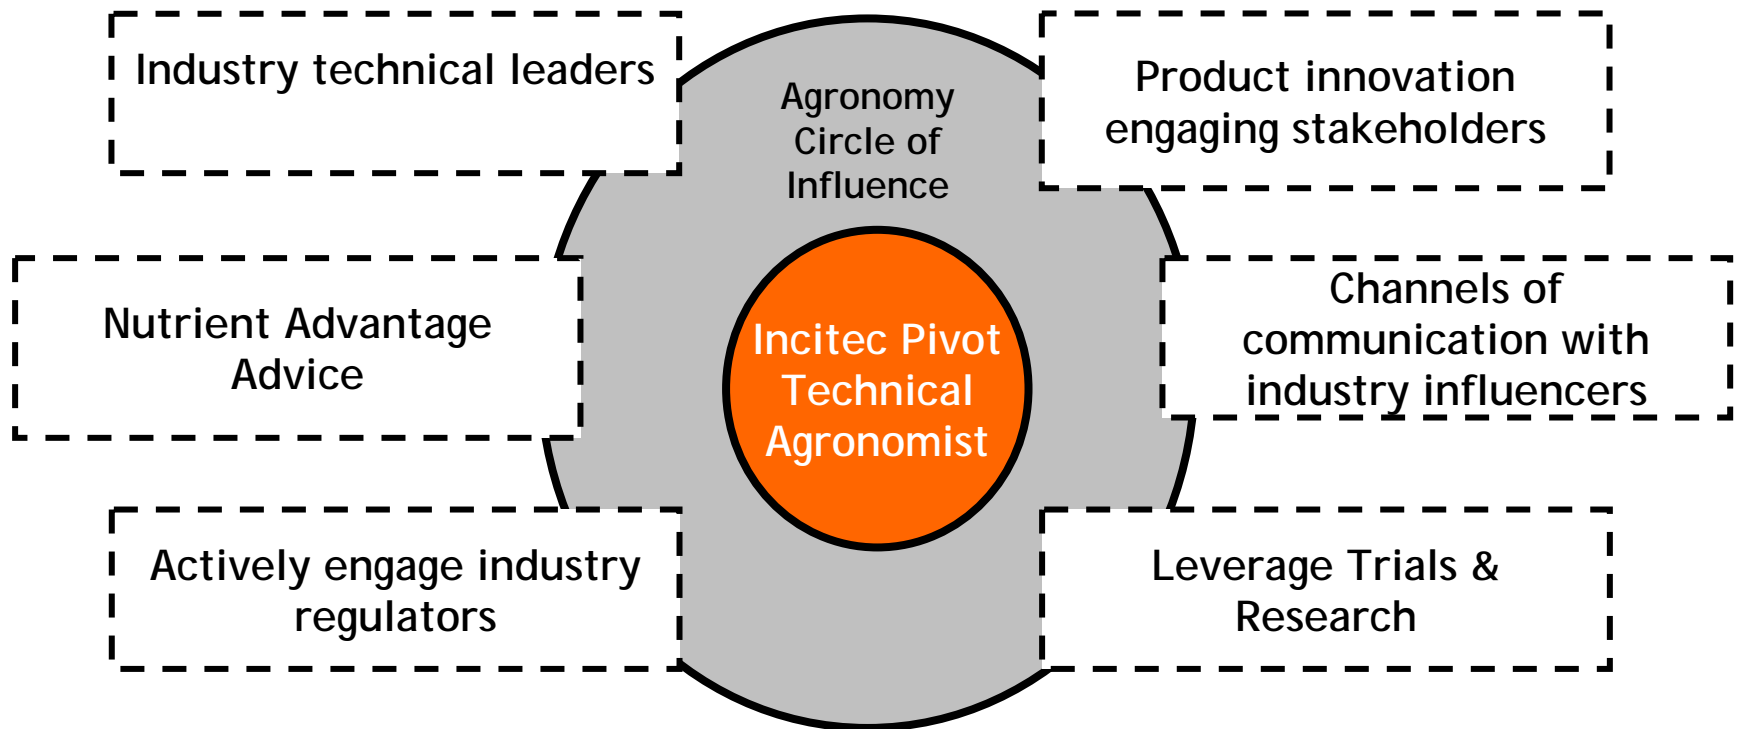 Industry technical leaders
Agronomy
Circle of
Influence
Product innovation
engaging stakeholders
Nutrient Advantage
Advice
Incitec Pivot
Technical
Agronomist
Channels of
communication with
industry influencers
Actively engage industry
regulators
Leverage Trials &
Research